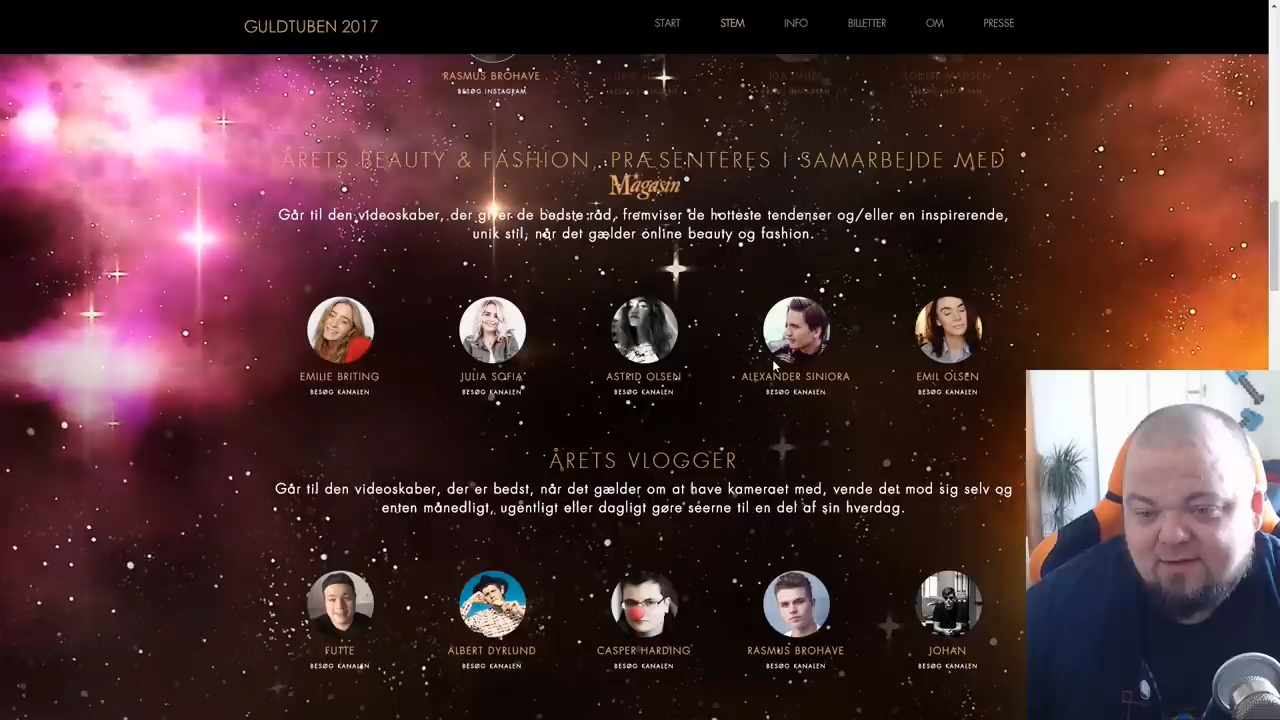 GULDTUBEN 2017
START STEM INFO BILLETTER OM PRESSE
RASMUS BROHAVE
BESØG INSTAGRAM
ÅRETS BEAUTY & FASHION, PRÆSENTERES I SAMARBEJDE MED
Magasin
Går til den videoskaber, der giver de bedste råd, fremviser de hotteste tendenser og/eller en inspirerende,
unik stil, når det gælder online beauty og fashion.
EMILIE BRITING JULIA SOFIA ASTRID OLSEN ALEXANDER SINIORA EMIL OLSEN
BESØG KANALEN BESØG KANALEN BESØG KANALEN BESØG KANALEN BESØG KANALEN
ÅRETS VLOGGER
Går til den videoskaber, der er bedst, når det gælder om at have kameraet med, vende det mod sig selv og
enten månedligt, ugentligt eller dagligt gøre seerne til en del af sin hverdag.
FUTTE ALBERT DYRLUND CASPER HARDING RASMUS BROHAVE JOHAN
BESØG KANALEN BESØG KANALEN BESØG KANALEN BESØG KANALEN BESØG KANALEN